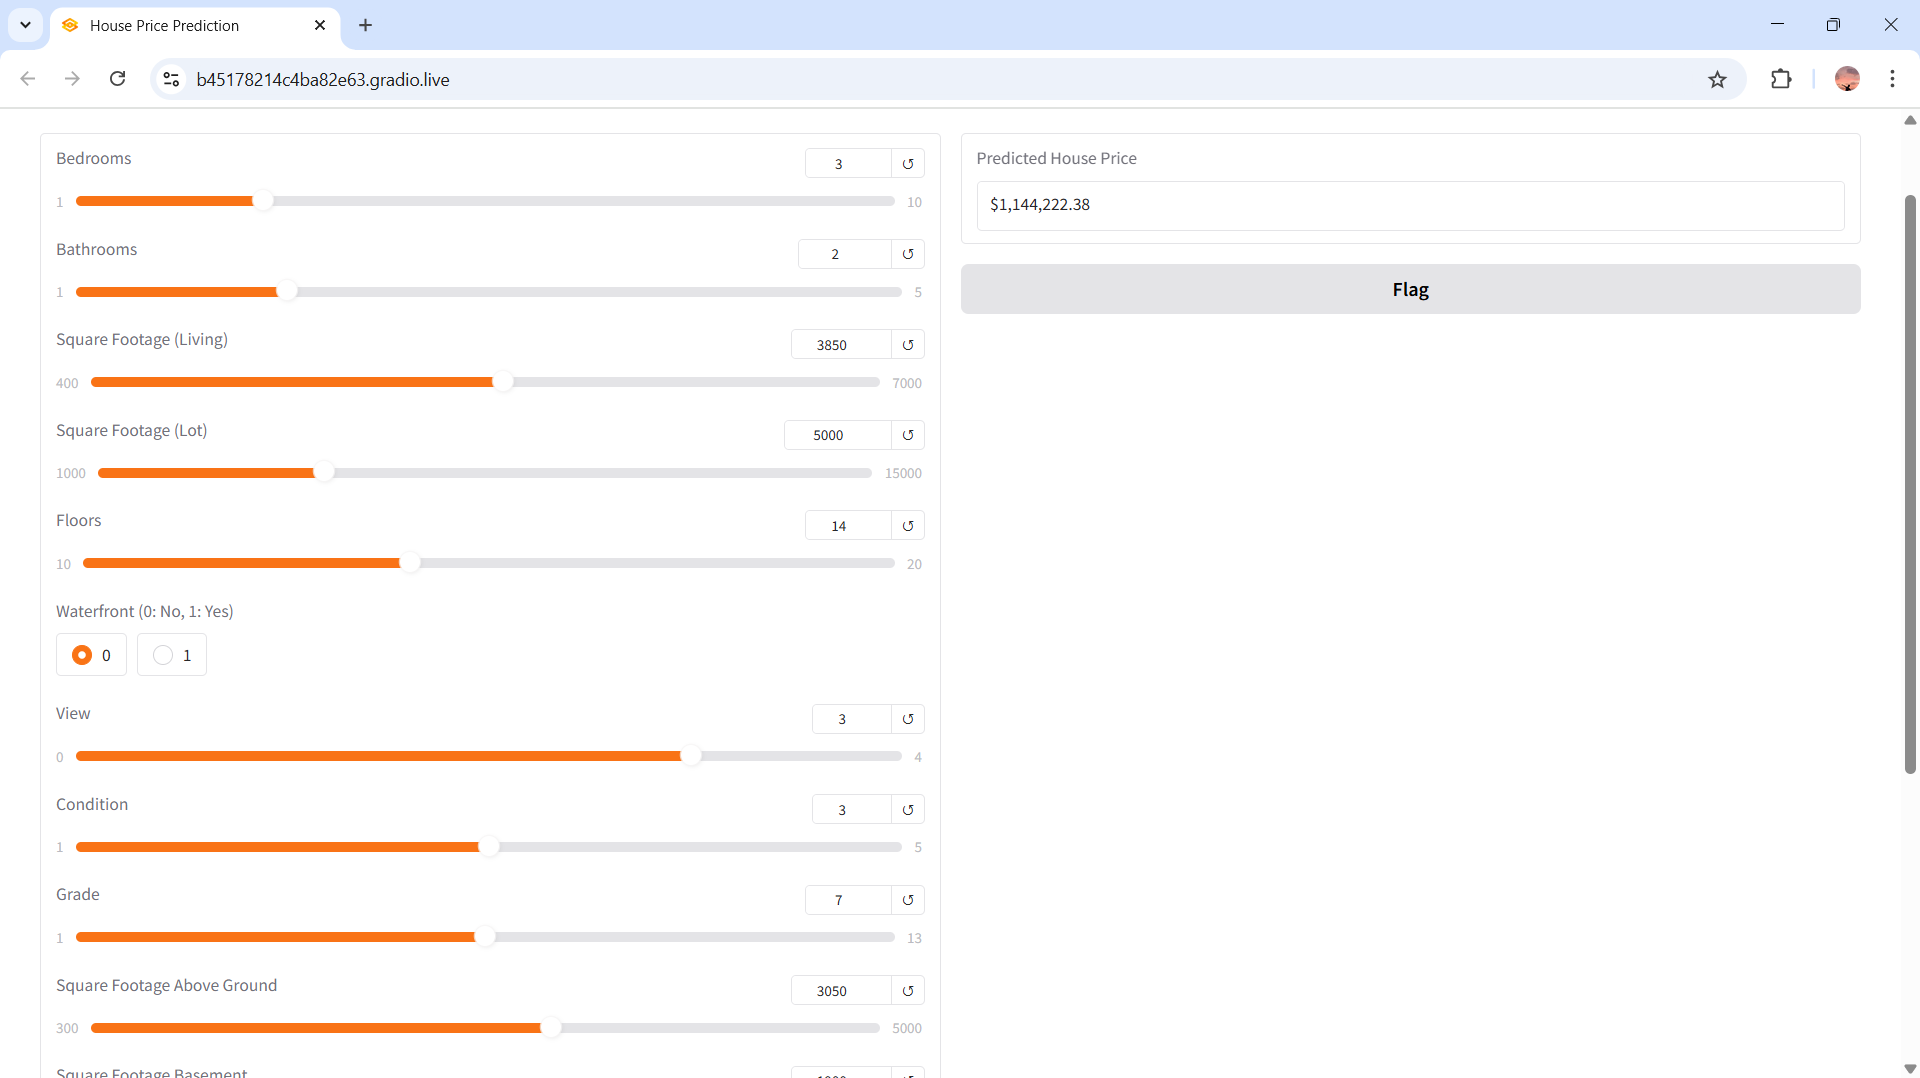 House Price Prediction
b45178214c4ba82e63.gradio.live
Bedrooms
3
1
10
Bathrooms
2
1
5
Square Footage (Living)
3850
400
7000
Square Footage (Lot)
5000
1000
15000
Floors
14
10
20
Waterfront (0: No, 1: Yes)
0
1
View
3
0
4
Condition
3
1
5
Grade
7
1
13
Square Footage Above Ground
3050
300
5000
Square Footage Basement
Predicted House Price
$1,144,222.38
Flag